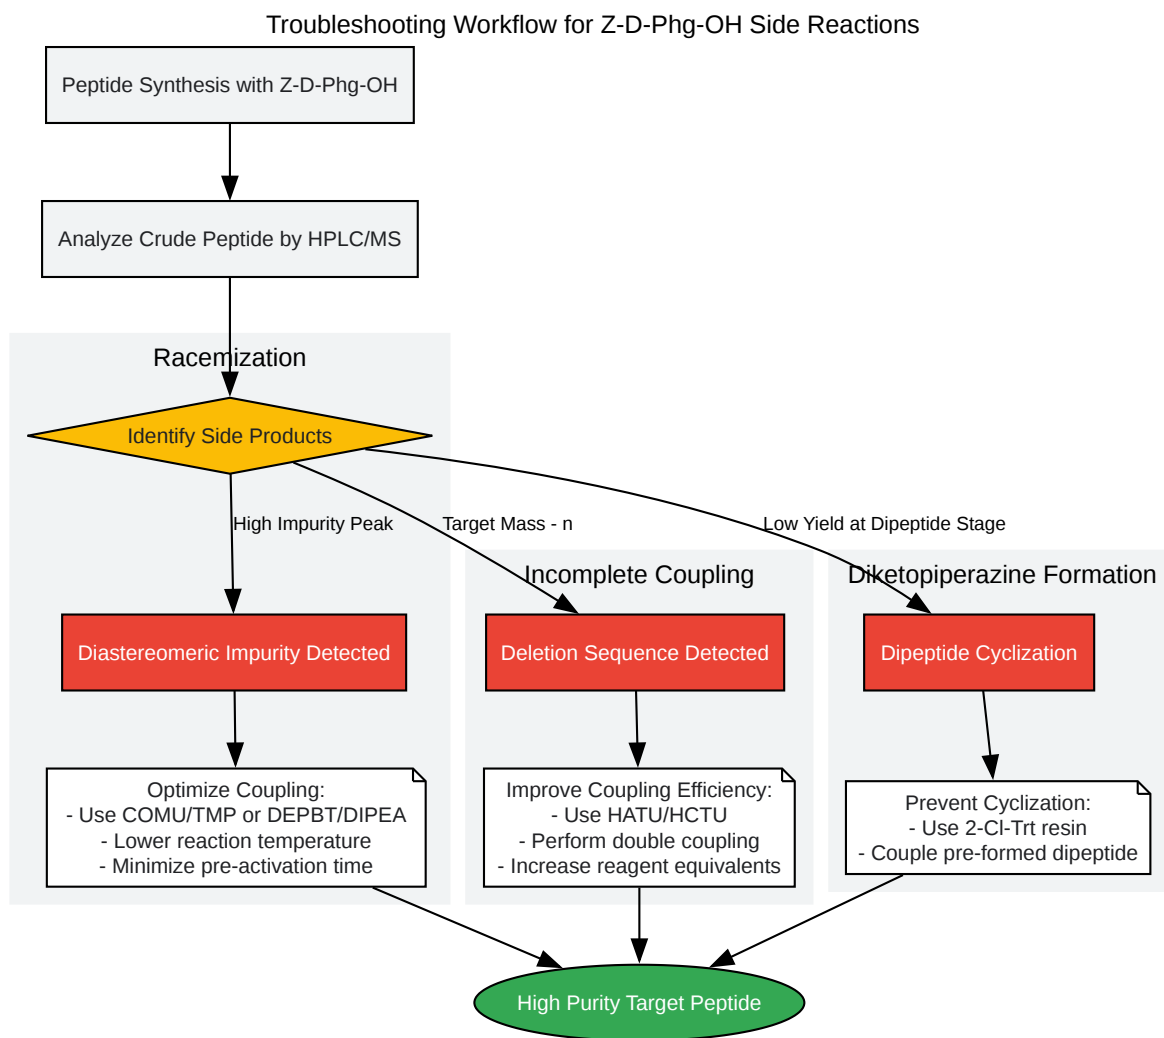 Troubleshooting Workflow for Z-D-Phg-OH Side Reactions
Peptide Synthesis with Z-D-Phg-OH
Analyze Crude Peptide by HPLC/MS
Racemization
Identify Side Products
High Impurity Peak
Target Mass - n
Low Yield at Dipeptide Stage
Incomplete Coupling
Diketopiperazine Formation
Diastereomeric Impurity Detected
Deletion Sequence Detected
Dipeptide Cyclization
Optimize Coupling:
- Use COMU/TMP or DEPBT/DIPEA
- Lower reaction temperature
- Minimize pre-activation time
Improve Coupling Efficiency:
- Use HATU/HCTU
- Perform double coupling
- Increase reagent equivalents
Prevent Cyclization:
- Use 2-Cl-Trt resin
- Couple pre-formed dipeptide
High Purity Target Peptide